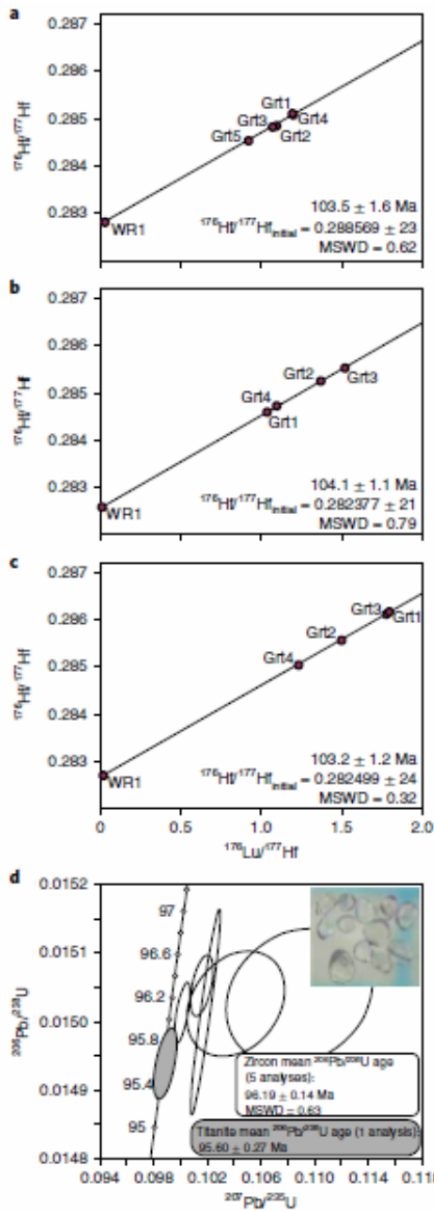 a
0.287
0.286
0.285
0.284
0.283
¹⁷⁶Hf/¹⁷⁷Hf
Grt1
Grt3
Grt4
Grt5
Grt2
WR1
103.5 ± 1.6 Ma
¹⁷⁶Hf/¹⁷⁷Hf initial = 0.288569 ± 23
MSWD = 0.62
b
0.287
0.286
0.285
0.284
0.283
¹⁷⁶Hf/¹⁷⁷Hf
Grt2
Grt3
Grt4
Grt1
WR1
104.1 ± 1.1 Ma
¹⁷⁶Hf/¹⁷⁷Hf initial = 0.282377 ± 21
MSWD = 0.79
c
0.287
0.286
0.285
0.284
0.283
¹⁷⁶Hf/¹⁷⁷Hf
Grt3
Grt1
Grt2
Grt4
WR1
103.2 ± 1.2 Ma
¹⁷⁶Hf/¹⁷⁷Hf initial = 0.282499 ± 24
MSWD = 0.32
0 0.5 1.0 1.5 2.0
¹⁷⁶Lu/¹⁷⁷Hf
d
0.0152
0.0151
0.0150
0.0149
0.0148
²⁰⁶Pb/²³⁸U
97
96.6
96.2
95.8
95.4
95
Zircon mean ²⁰⁶Pb/²³⁸U age
(5 analyses):
96.19 ± 0.14 Ma
MSWD = 0.63
Titanite mean ²⁰⁶Pb/²³⁸U age (1 analysis):
95.60 ± 0.27 Ma
0.094 0.098 0.102 0.106 0.110 0.114 0.118
²⁰⁷Pb/²³⁵U